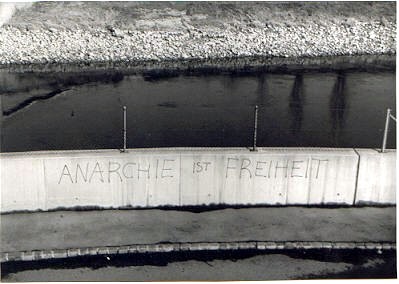 ANARCHIE IST FREIHEIT